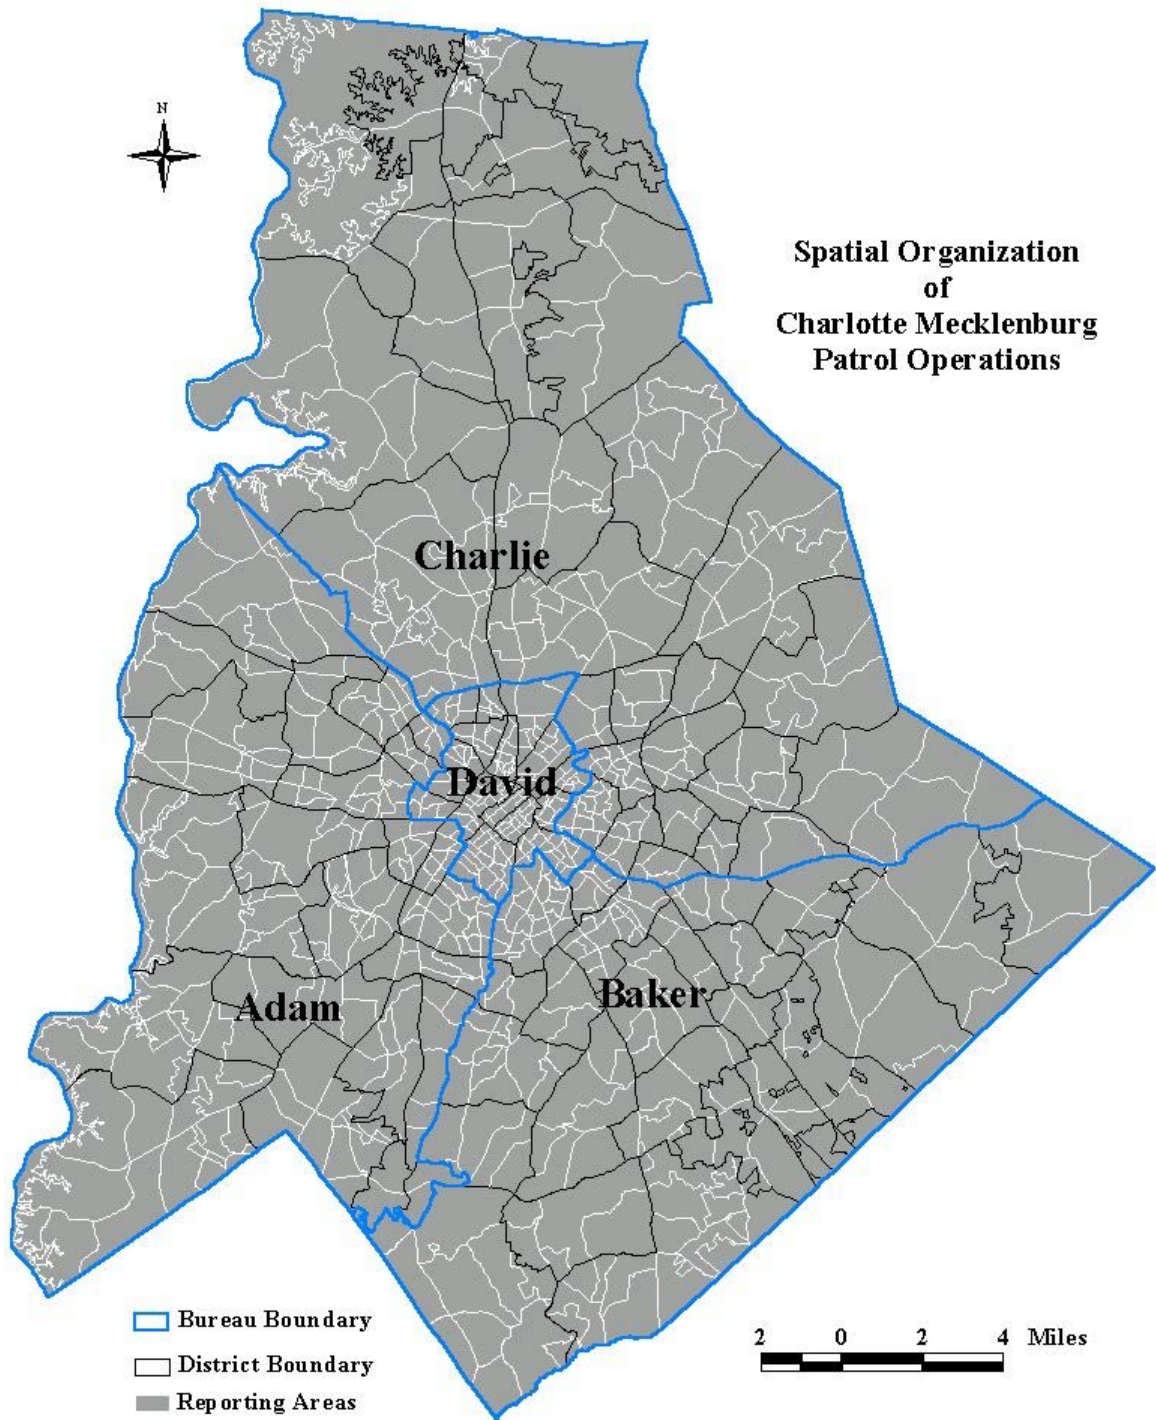 N
Spatial Organization
of
Charlotte Mecklenburg
Patrol Operations
Charlie
David
Adam
Baker
Bureau Boundary
District Boundary
Reporting Areas
2 0 2 4 Miles